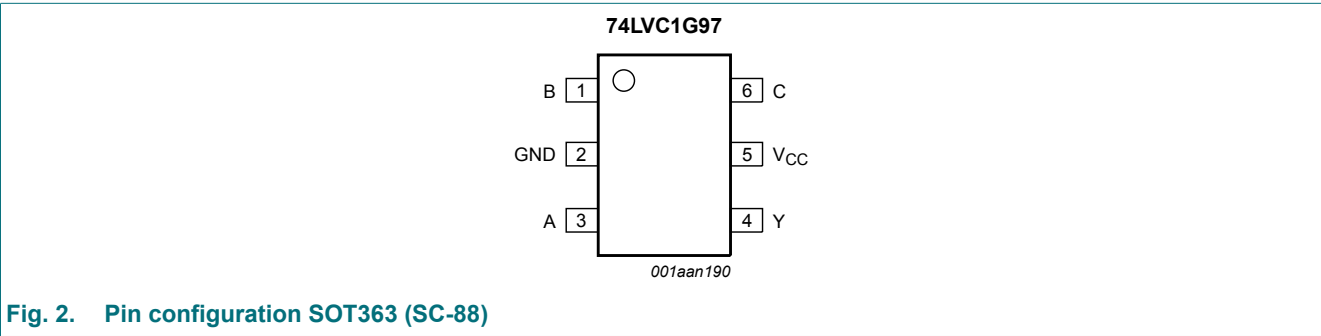 74LVC1G97
B 1 6 C
GND 2 5 VCC
A 3 4 Y
001aan190
Fig. 2. Pin configuration SOT363 (SC-88)